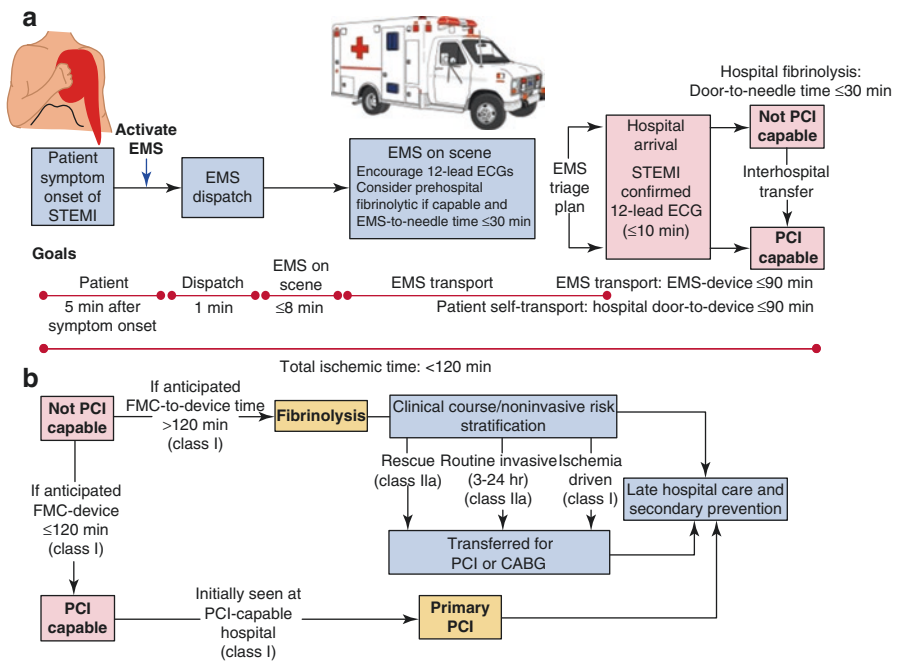 a
Hospital fibrinolysis:
Door-to-needle time ≤30 min
Activate
EMS
Patient
symptom
onset of
STEMI
EMS
dispatch
EMS on scene
Encourage 12-lead ECGs
Consider prehospital
fibrinolytic if capable and
EMS-to-needle time ≤30 min
EMS
triage
plan
Hospital
arrival
STEMI
confirmed
12-lead ECG
(≤10 min)
Not PCI
capable
Interhospital
transfer
PCI
capable
Goals
Patient
5 min after
symptom onset
Dispatch
1 min
EMS on
scene
≤8 min
EMS transport
EMS transport: EMS-device ≤90 min
Patient self-transport: hospital door-to-device ≤90 min
Total ischemic time: <120 min
b
Not PCI
capable
If anticipated
FMC-to-device time
>120 min
(class I)
Fibrinolysis
Clinical course/noninvasive risk
stratification
Rescue
(class IIa)
Routine invasive
(3-24 hr)
(class IIa)
Ischemia
driven
(class I)
Late hospital care and
secondary prevention
If anticipated
FMC-device
≤120 min
(class I)
Transferred for
PCI or CABG
PCI
capable
Initially seen at
PCI-capable
hospital
(class I)
Primary
PCI